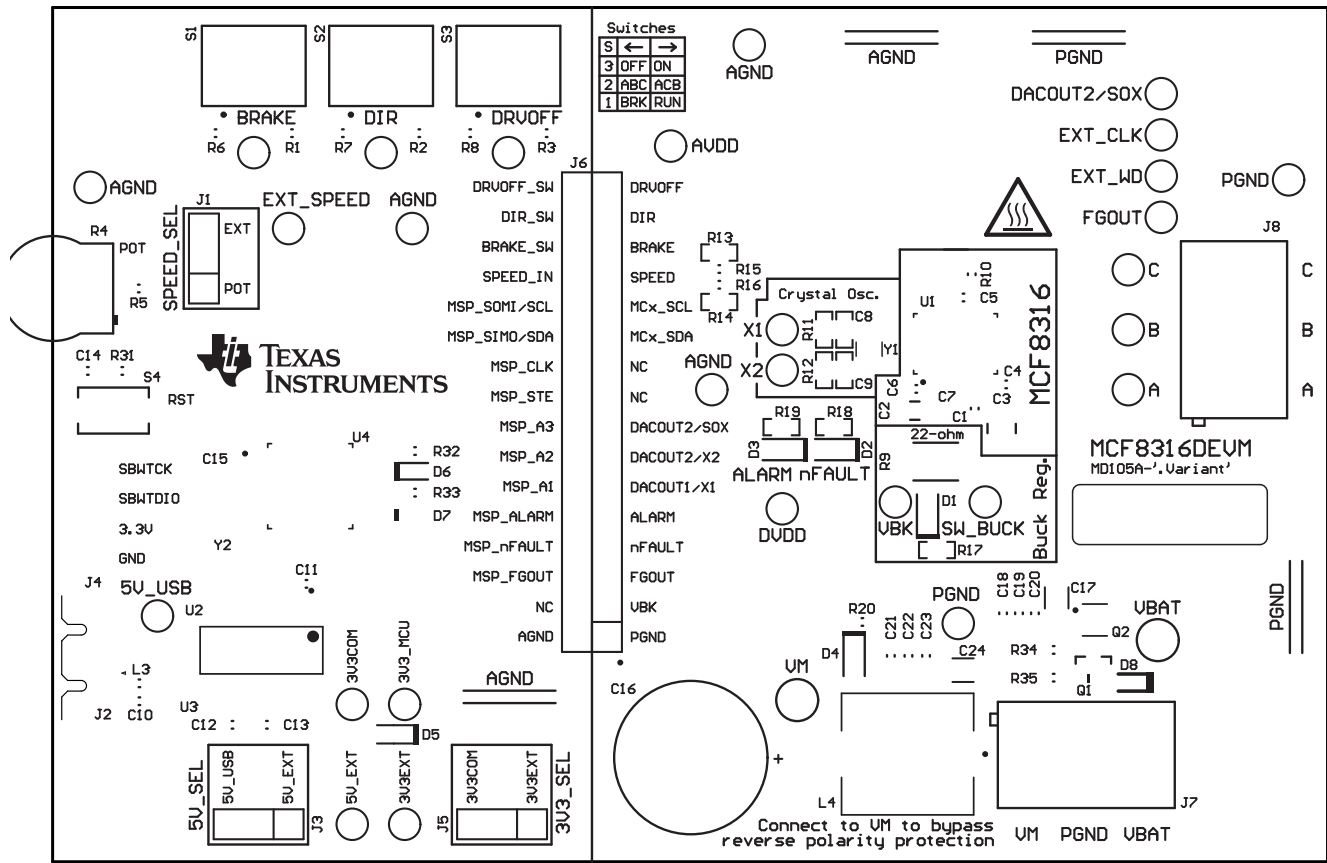 S1
S2
S3
BRAKE
DIR
DRVOFF
R6
R1
R7
R2
R8
R3
Switches
S ← →
3 OFF ON
2 ABC ACB
1 BRK RUN
AGND
AGND
PGND
DACOUT2/SOX
EXT_CLK
EXT_WD
FGOUT
PGND
AVDD
J6
AGND
J1
SPEED_SEL
EXT
POT
EXT_SPEED
AGND
R4
POT
R5
DRVOFF_SW DRVOFF
DIR_SW DIR
BRAKE_SW BRAKE
SPEED_IN SPEED
MSP_SOMI/SCL MCx_SCL
MSP_SIMO/SDA MCx_SDA
MSP_CLK NC
MSP_STE NC
MSP_A3 DACOUT2/SOX
MSP_A2 DACOUT2/X2
MSP_A1 DACOUT1/X1
MSP_ALARM ALARM
MSP_nFAULT nFAULT
MSP_FGOUT FGOUT
NC VBK
AGND PGND
R13
R15
R16
R14
AGND
Crystal Osc.
X1
X2
R11
R12
C8
C9
Y1
U1
R10
C5
C4
C3
C6
C7
C2
C1
MCF8316
J8
C C
B B
A A
TEXAS
INSTRUMENTS
C14
R31
S4
RST
U4
C15
SBWTCK
SBWTDIO
3.3V
GND
Y2
R32
D6
R33
D7
C11
R19
R18
D3
D2
ALARM nFAULT
DVDD
22-ohm
R9
D1
VBK
SW_BUCK
R17
Buck Reg.
MCF8316DEVM
MD105A-'.Variant'
PGND
J4
5V_USB
U2
L3
J2
C10
U3
C12
C13
3V3COM
3V3_MCU
AGND
D5
5V_SEL
5V_USB
5V_EXT
J3
5V_EXT
3V3EXT
J5
3V3COM
3V3EXT
3V3_SEL
C16
+
VM
R20
D4
C21
C22
C23
PGND
C24
C18
C19
C20
C17
Q2
VBAT
R34
R35
Q1
D8
L4
J7
Connect to VM to bypass
reverse polarity protection
VM PGND VBAT